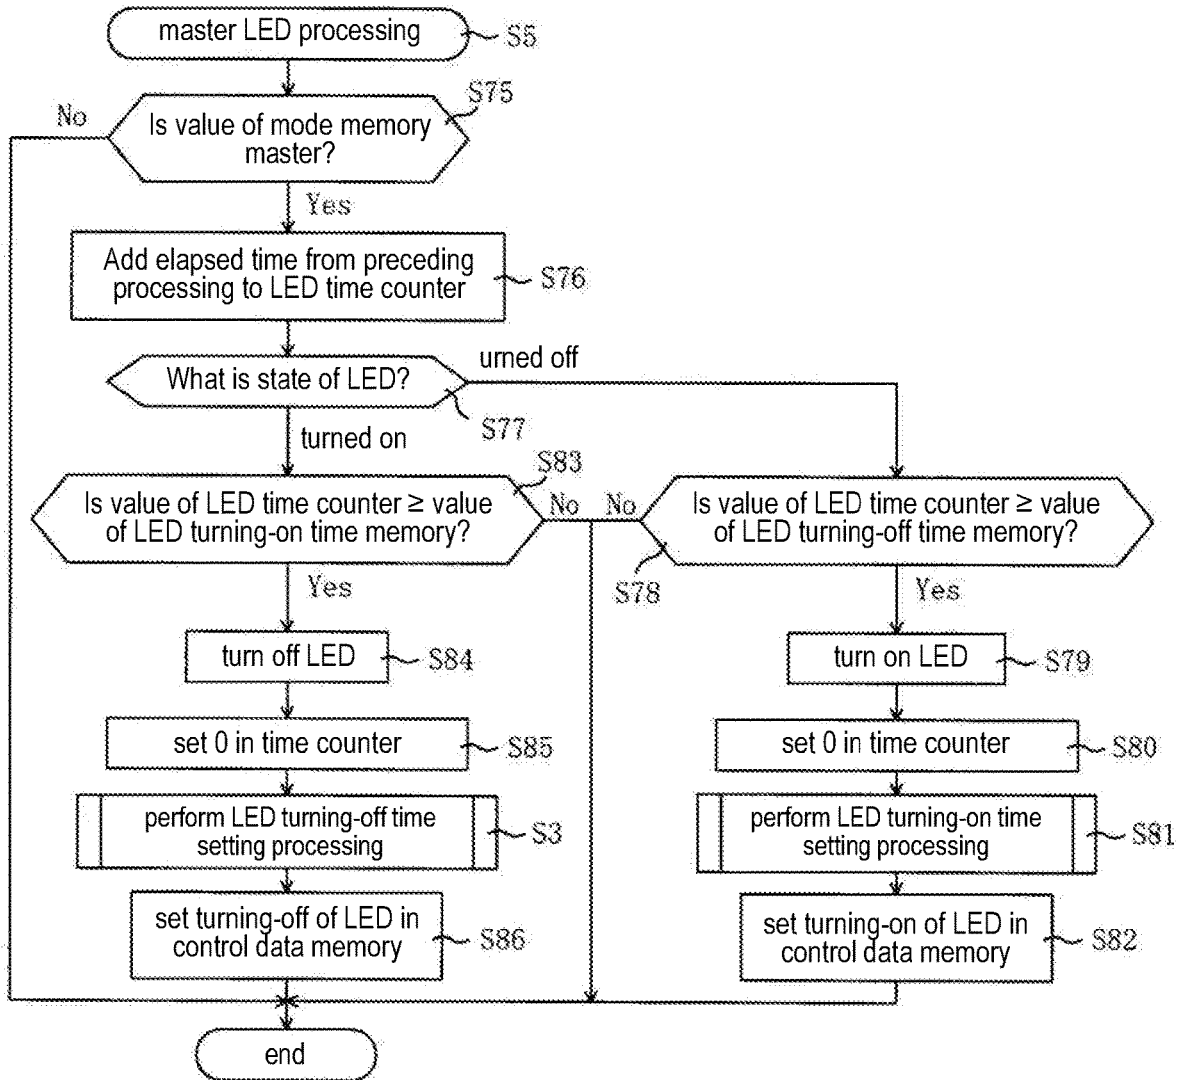 master LED processing
S5
S75
No
Is value of mode memory
master?
Yes
Add elapsed time from preceding
processing to LED time counter
S76
urned off
What is state of LED?
S77
turned on
S83
Is value of LED time counter ≥ value
of LED turning-on time memory?
No
No
Is value of LED time counter ≥ value
of LED turning-off time memory?
S78
Yes
Yes
turn off LED
S84
turn on LED
S79
set 0 in time counter
S85
set 0 in time counter
S80
perform LED turning-off time
setting processing
S3
perform LED turning-on time
setting processing
S81
set turning-off of LED in
control data memory
S86
set turning-on of LED in
control data memory
S82
end